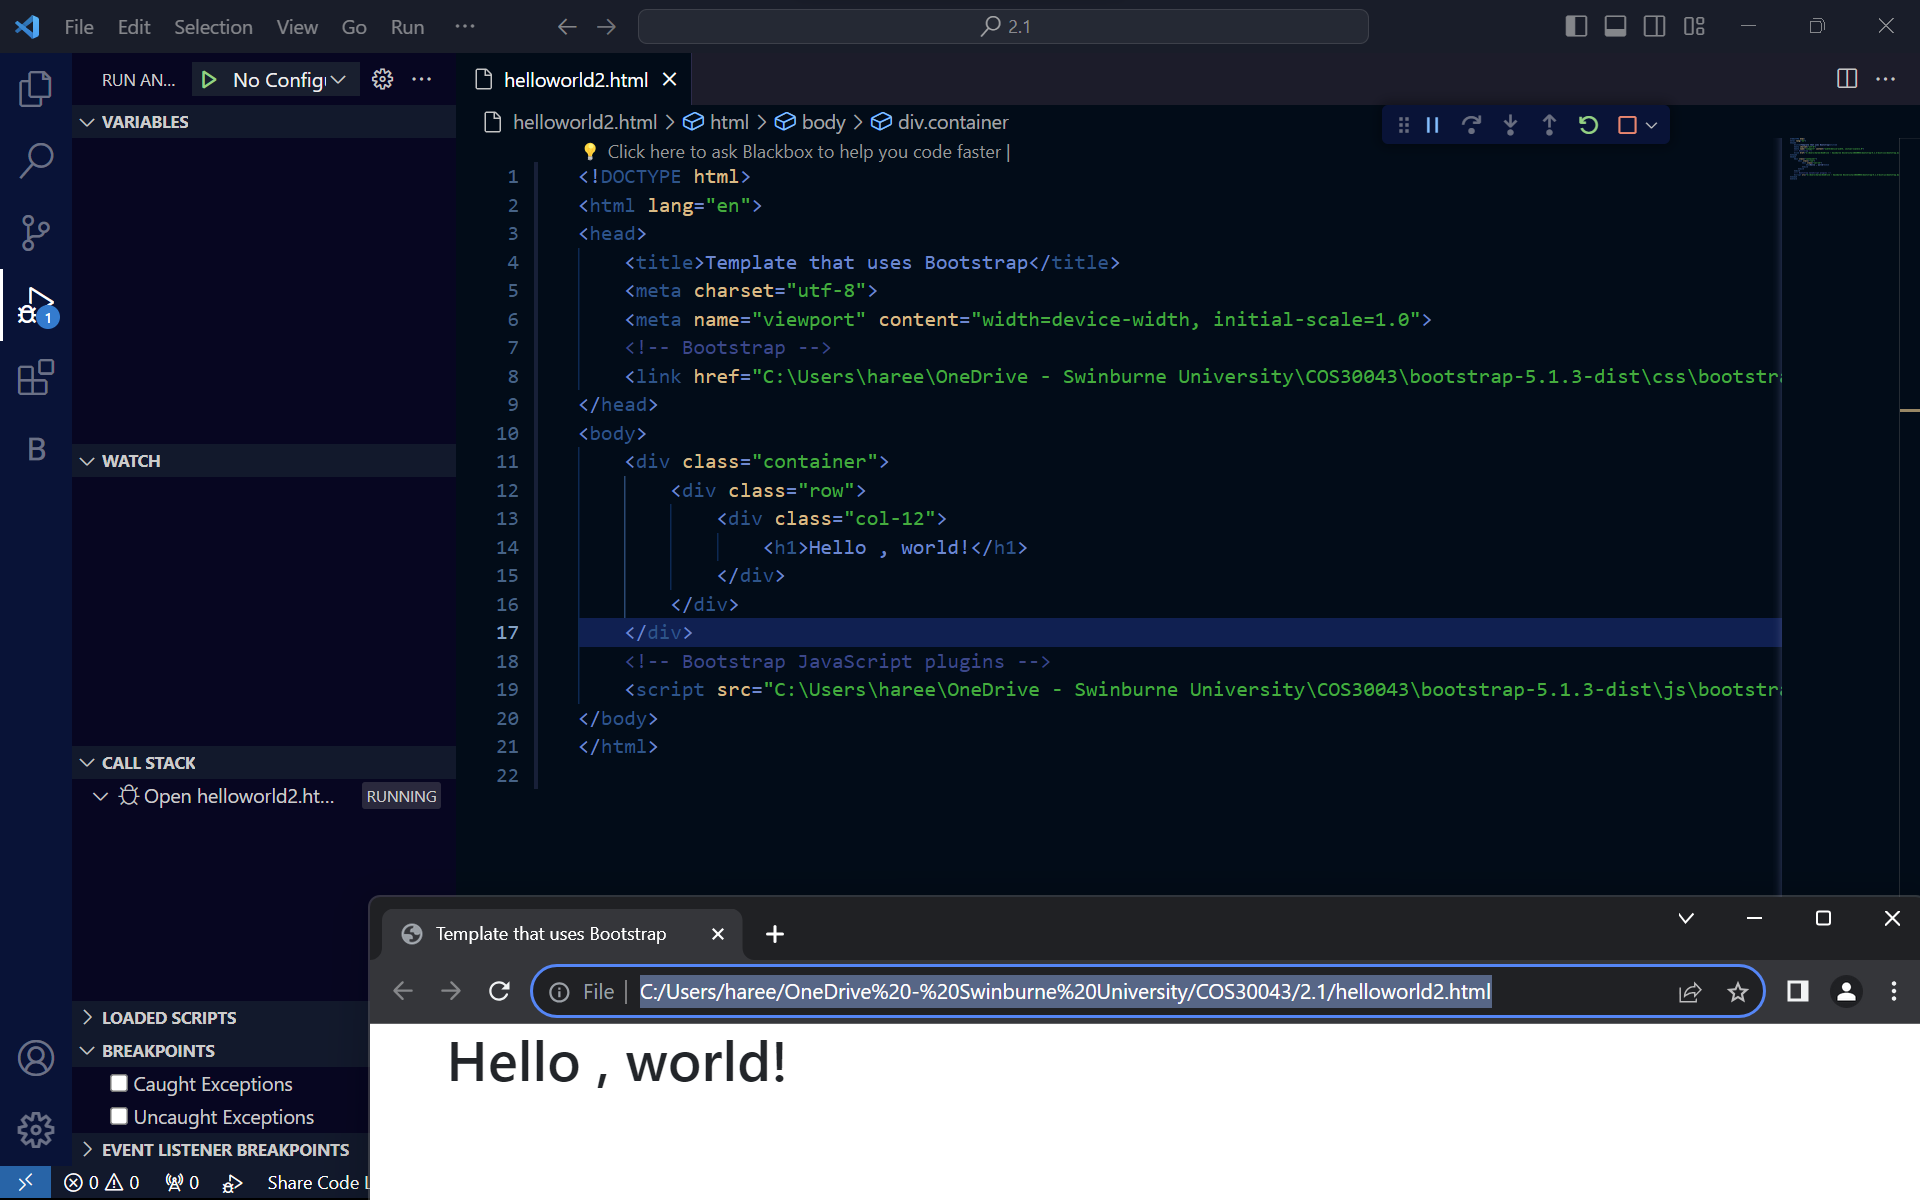 File Edit Selection View Go Run ··· 2.1
RUN AN... No Config
VARIABLES
WATCH
CALL STACK
Open helloworld2.ht... RUNNING
LOADED SCRIPTS
BREAKPOINTS
Caught Exceptions
Uncaught Exceptions
EVENT LISTENER BREAKPOINTS
0 0 0 Share Code L
1
B
helloworld2.html
helloworld2.html > html > body > div.container
Click here to ask Blackbox to help you code faster |
1 <!DOCTYPE html>
2 <html lang="en">
3 <head>
4 <title>Template that uses Bootstrap</title>
5 <meta charset="utf-8">
6 <meta name="viewport" content="width=device-width, initial-scale=1.0">
7 <!-- Bootstrap -->
8 <link href="C:\Users\haree\OneDrive - Swinburne University\COS30043\bootstrap-5.1.3-dist\css\bootstr
9 </head>
10 <body>
11 <div class="container">
12 <div class="row">
13 <div class="col-12">
14 <h1>Hello , world!</h1>
15 </div>
16 </div>
17 </div>
18 <!-- Bootstrap JavaScript plugins -->
19 <script src="C:\Users\haree\OneDrive - Swinburne University\COS30043\bootstrap-5.1.3-dist\js\bootstr
20 </body>
21 </html>
22
Template that uses Bootstrap
File | C:/Users/haree/OneDrive%20-%20Swinburne%20University/COS30043/2.1/helloworld2.html
Hello , world!